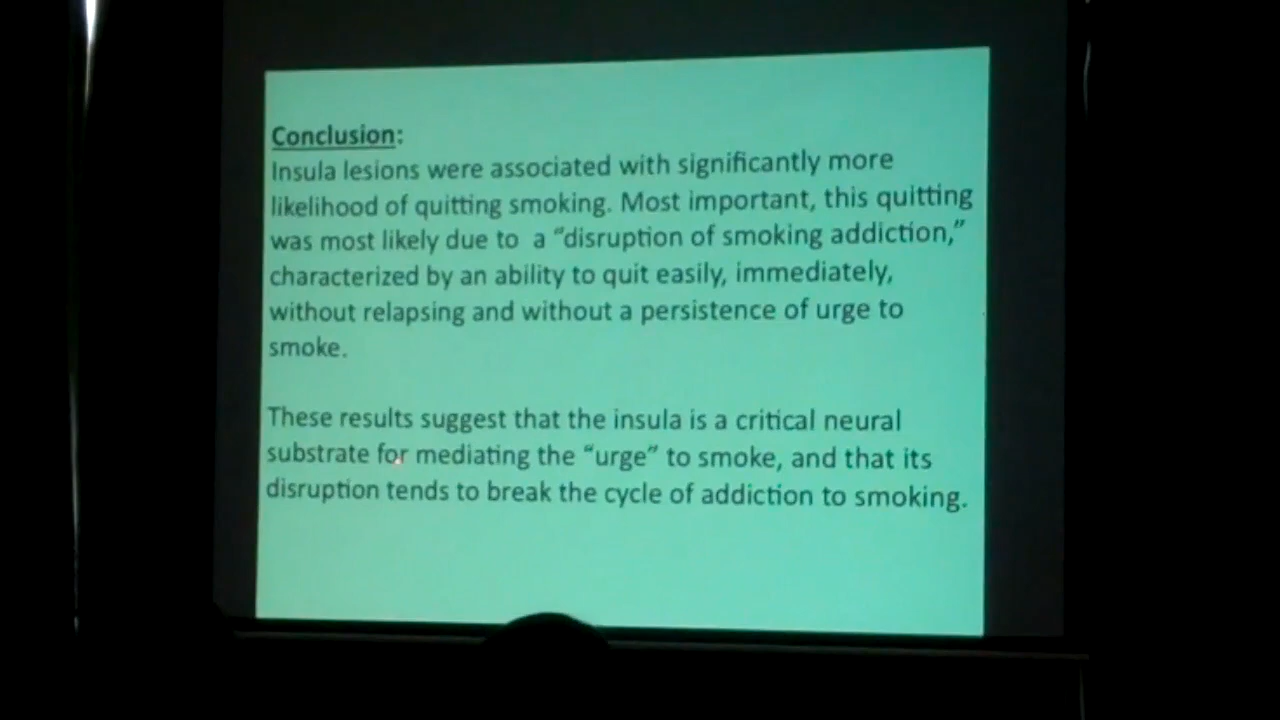 Conclusion:
Insula lesions were associated with significantly more
likelihood of quitting smoking. Most important, this quitting
was most likely due to a “disruption of smoking addiction,”
characterized by an ability to quit easily, immediately,
without relapsing and without a persistence of urge to
smoke.
These results suggest that the insula is a critical neural
substrate for mediating the “urge” to smoke, and that its
disruption tends to break the cycle of addiction to smoking.